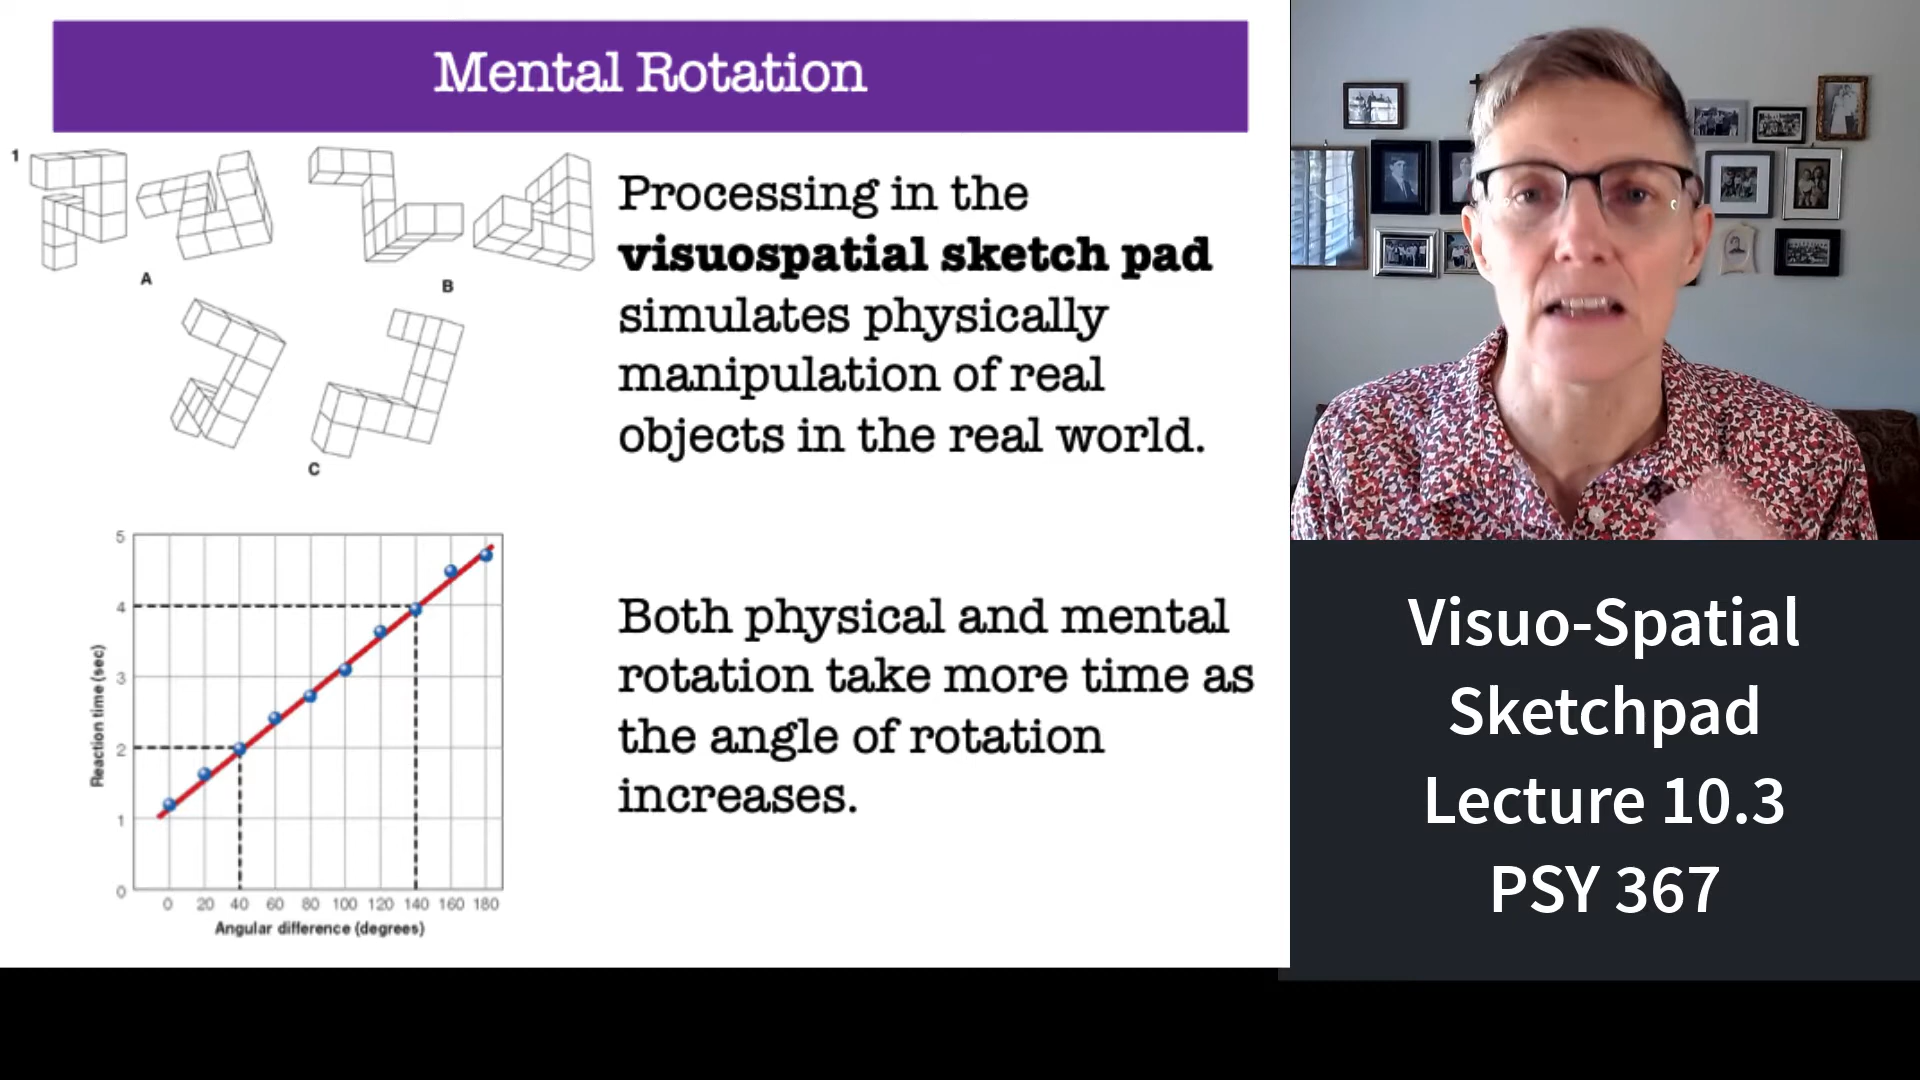 Mental Rotation
1
A
B
C
Processing in the
visuospatial sketch pad
simulates physically
manipulation of real
objects in the real world.
5
4
3
2
1
0
Reaction time (sec)
0 20 40 60 80 100 120 140 160 180
Angular difference (degrees)
Both physical and mental
rotation take more time as
the angle of rotation
increases.
Visuo-Spatial
Sketchpad
Lecture 10.3
PSY 367